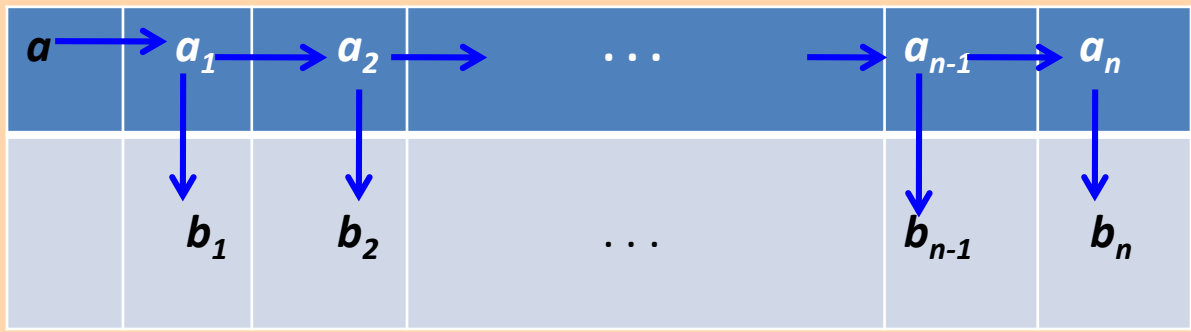 a a₁ a₂ . . . aₙ₋₁ aₙ
b₁ b₂ . . . bₙ₋₁ bₙ